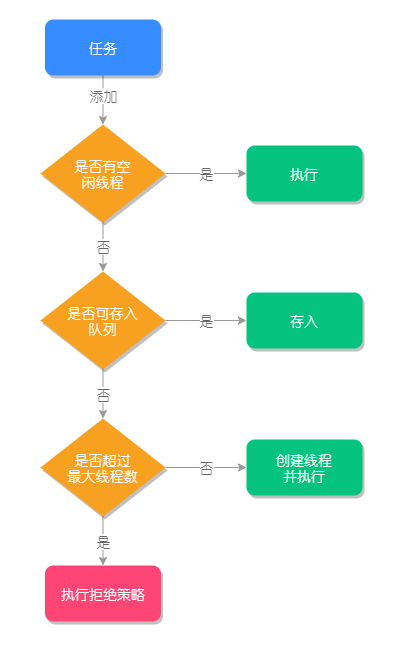 任务
添加
是否有空
闲线程
是
执行
否
是否可存入
队列
是
存入
否
是否超过
最大线程数
否
创建线程
并执行
是
执行拒绝策略